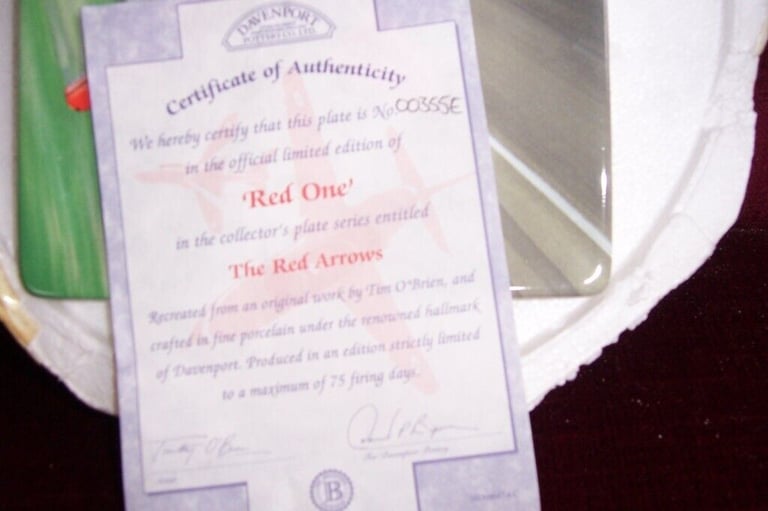 DAVENPORT
POTTERY CO. LTD.
Certificate of Authenticity
We hereby certify that this plate is No. 00355E
in the official limited edition of
'Red One'
in the collector's plate series entitled
The Red Arrows
Recreated from an original work by Tim O'Brien, and
crafted in fine porcelain under the renowned hallmark
of Davenport. Produced in an edition strictly limited
to a maximum of 75 firing days.
Timothy O'Brien
B